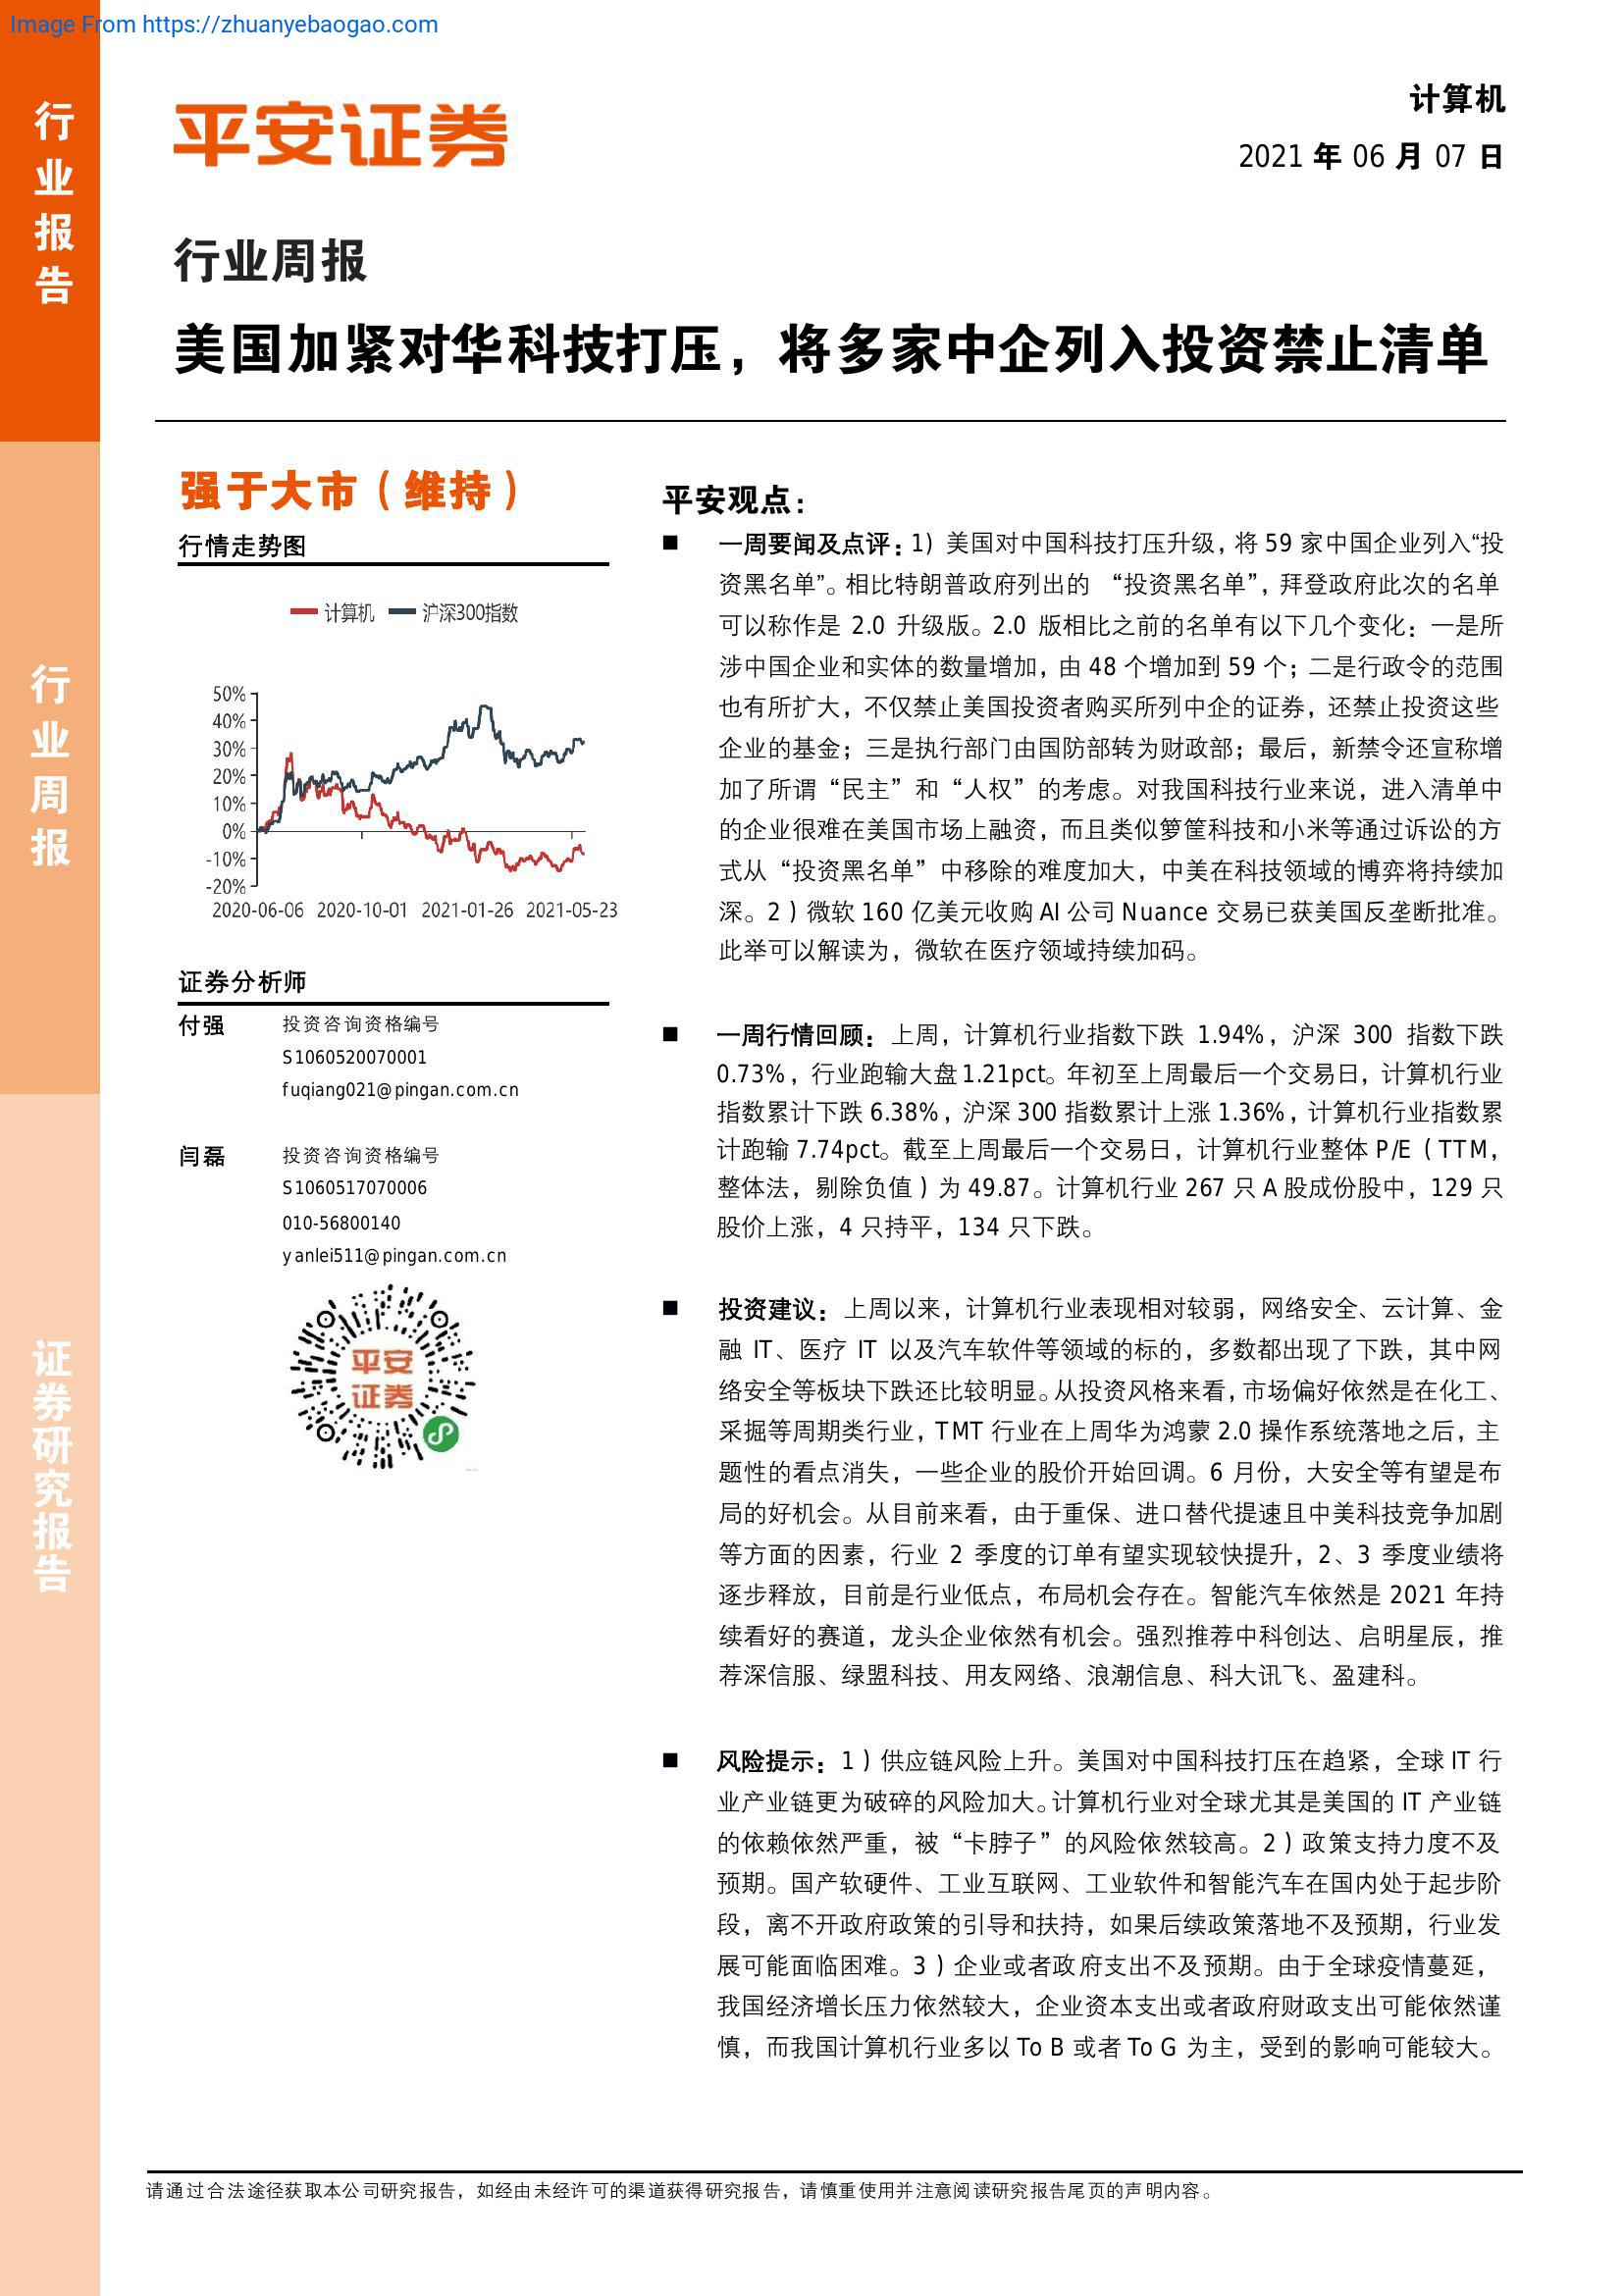 Image From https://zhuanyebaogao.com
行业报告
行业周报
证券研究报告
平安证券
计算机
2021 年 06 月 07 日
行业周报
美国加紧对华科技打压，将多家中企列入投资禁止清单
强于大市（维持）
行情走势图
计算机 沪深300指数
50%
40%
30%
20%
10%
0%
-10%
-20%
2020-06-06 2020-10-01 2021-01-26 2021-05-23
证券分析师
付强 投资咨询资格编号
S1060520070001
fuqiang021@pingan.com.cn
闫磊 投资咨询资格编号
S1060517070006
010-56800140
yanlei511@pingan.com.cn
平安
证券
平安观点：
■ 一周要闻及点评：1）美国对中国科技打压升级，将 59 家中国企业列入“投
资黑名单”。相比特朗普政府列出的 “投资黑名单”，拜登政府此次的名单
可以称作是 2.0 升级版。2.0 版相比之前的名单有以下几个变化：一是所
涉中国企业和实体的数量增加，由 48 个增加到 59 个；二是行政令的范围
也有所扩大，不仅禁止美国投资者购买所列中企的证券，还禁止投资这些
企业的基金；三是执行部门由国防部转为财政部；最后，新禁令还宣称增
加了所谓“民主”和“人权”的考虑。对我国科技行业来说，进入清单中
的企业很难在美国市场上融资，而且类似箩筐科技和小米等通过诉讼的方
式从“投资黑名单”中移除的难度加大，中美在科技领域的博弈将持续加
深。2）微软 160 亿美元收购 AI 公司 Nuance 交易已获美国反垄断批准。
此举可以解读为，微软在医疗领域持续加码。
■ 一周行情回顾：上周，计算机行业指数下跌 1.94%，沪深 300 指数下跌
0.73%，行业跑输大盘 1.21pct。年初至上周最后一个交易日，计算机行业
指数累计下跌 6.38%，沪深 300 指数累计上涨 1.36%，计算机行业指数累
计跑输 7.74pct。截至上周最后一个交易日，计算机行业整体 P/E（TTM，
整体法，剔除负值）为 49.87。计算机行业 267 只 A 股成份股中，129 只
股价上涨，4 只持平，134 只下跌。
■ 投资建议：上周以来，计算机行业表现相对较弱，网络安全、云计算、金
融 IT、医疗 IT 以及汽车软件等领域的标的，多数都出现了下跌，其中网
络安全等板块下跌还比较明显。从投资风格来看，市场偏好依然是在化工、
采掘等周期类行业，TMT 行业在上周华为鸿蒙 2.0 操作系统落地之后，主
题性的看点消失，一些企业的股价开始回调。6 月份，大安全等有望是布
局的好机会。从目前来看，由于重保、进口替代提速且中美科技竞争加剧
等方面的因素，行业 2 季度的订单有望实现较快提升，2、3 季度业绩将
逐步释放，目前是行业低点，布局机会存在。智能汽车依然是 2021 年持
续看好的赛道，龙头企业依然有机会。强烈推荐中科创达、启明星辰，推
荐深信服、绿盟科技、用友网络、浪潮信息、科大讯飞、盈建科。
■ 风险提示：1）供应链风险上升。美国对中国科技打压在趋紧，全球 IT 行
业产业链更为破碎的风险加大。计算机行业对全球尤其是美国的 IT 产业链
的依赖依然严重，被“卡脖子”的风险依然较高。2）政策支持力度不及
预期。国产软硬件、工业互联网、工业软件和智能汽车在国内处于起步阶
段，离不开政府政策的引导和扶持，如果后续政策落地不及预期，行业发
展可能面临困难。3）企业或者政府支出不及预期。由于全球疫情蔓延，
我国经济增长压力依然较大，企业资本支出或者政府财政支出可能依然谨
慎，而我国计算机行业多以 To B 或者 To G 为主，受到的影响可能较大。
请通过合法途径获取本公司研究报告，如经由未经许可的渠道获得研究报告，请慎重使用并注意阅读研究报告尾页的声明内容。